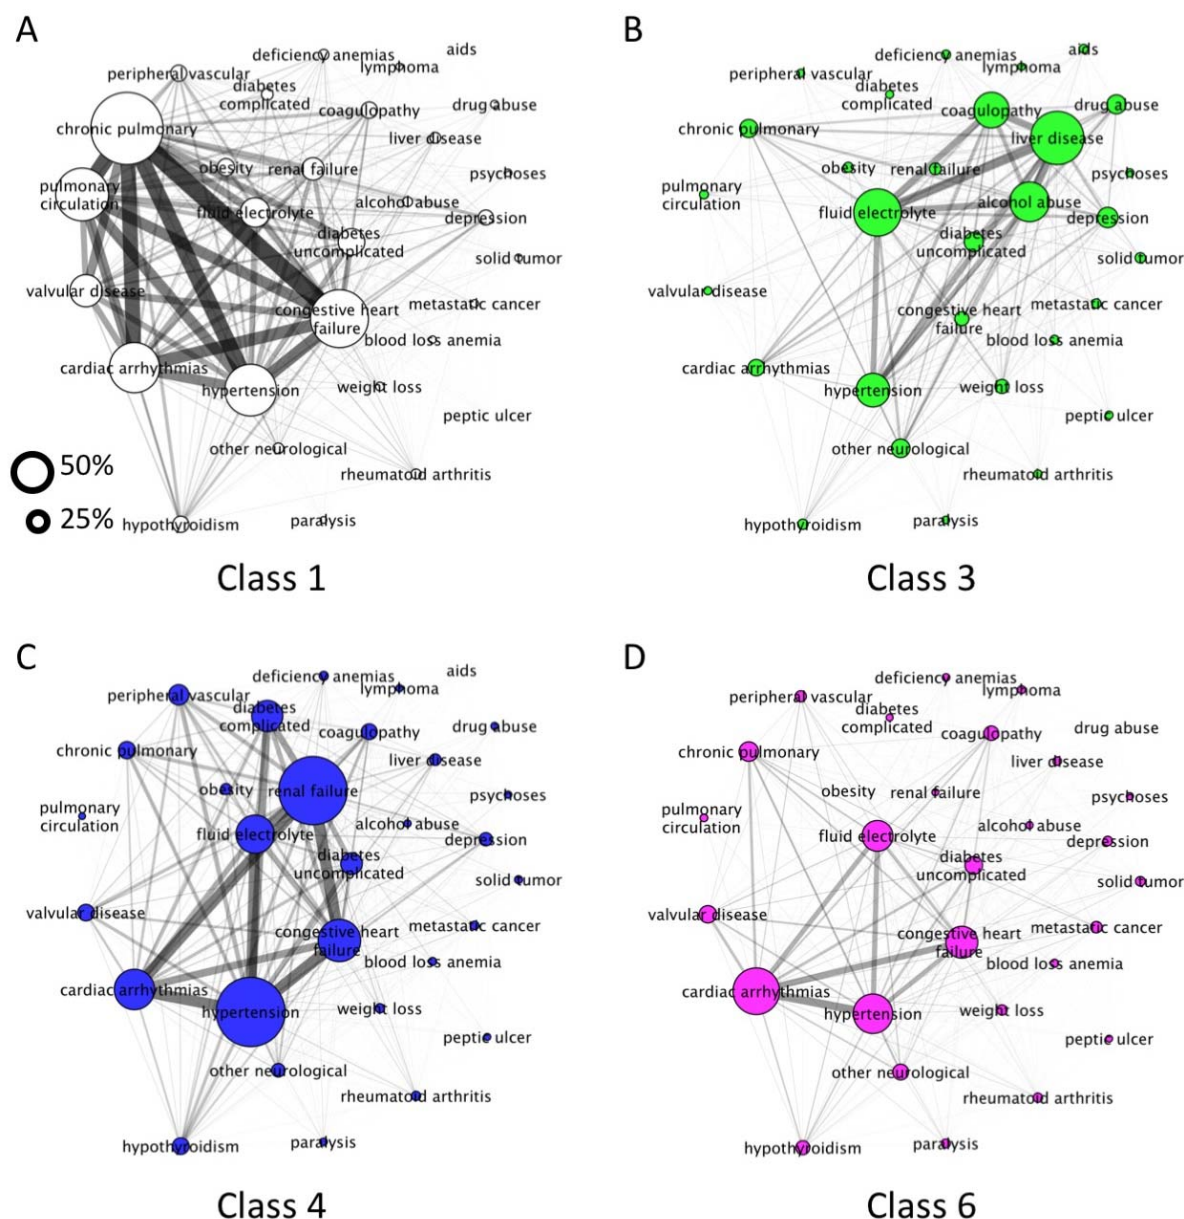 A
deficiency anemias
aids
lymphoma
peripheral vascular
diabetes
complicated
drug abuse
coagulopathy
chronic pulmonary
liver disease
obesity
renal failure
psychoses
pulmonary
circulation
alcohol abuse
fluid electrolyte
depression
diabetes
uncomplicated
solid tumor
valvular disease
metastatic cancer
congestive heart
failure
blood loss anemia
cardiac arrhythmias
hypertension
weight loss
peptic ulcer
other neurological
rheumatoid arthritis
50%
25%
hypothyroidism
paralysis
Class 1
B
deficiency anemias
aids
lymphoma
peripheral vascular
diabetes
complicated
drug abuse
coagulopathy
chronic pulmonary
liver disease
obesity
renal failure
psychoses
pulmonary
circulation
alcohol abuse
fluid electrolyte
depression
diabetes
uncomplicated
solid tumor
valvular disease
metastatic cancer
congestive heart
failure
blood loss anemia
cardiac arrhythmias
hypertension
weight loss
peptic ulcer
other neurological
rheumatoid arthritis
hypothyroidism
paralysis
Class 3
C
deficiency anemias
aids
lymphoma
peripheral vascular
diabetes
complicated
drug abuse
coagulopathy
chronic pulmonary
liver disease
obesity
renal failure
psychoses
pulmonary
circulation
alcohol abuse
fluid electrolyte
depression
diabetes
uncomplicated
solid tumor
valvular disease
metastatic cancer
congestive heart
failure
blood loss anemia
cardiac arrhythmias
hypertension
weight loss
peptic ulcer
other neurological
rheumatoid arthritis
hypothyroidism
paralysis
Class 4
D
deficiency anemias
aids
lymphoma
peripheral vascular
diabetes
complicated
drug abuse
coagulopathy
chronic pulmonary
liver disease
obesity
renal failure
psychoses
pulmonary
circulation
alcohol abuse
fluid electrolyte
depression
diabetes
uncomplicated
solid tumor
valvular disease
metastatic cancer
congestive heart
failure
blood loss anemia
cardiac arrhythmias
hypertension
weight loss
peptic ulcer
other neurological
rheumatoid arthritis
hypothyroidism
paralysis
Class 6